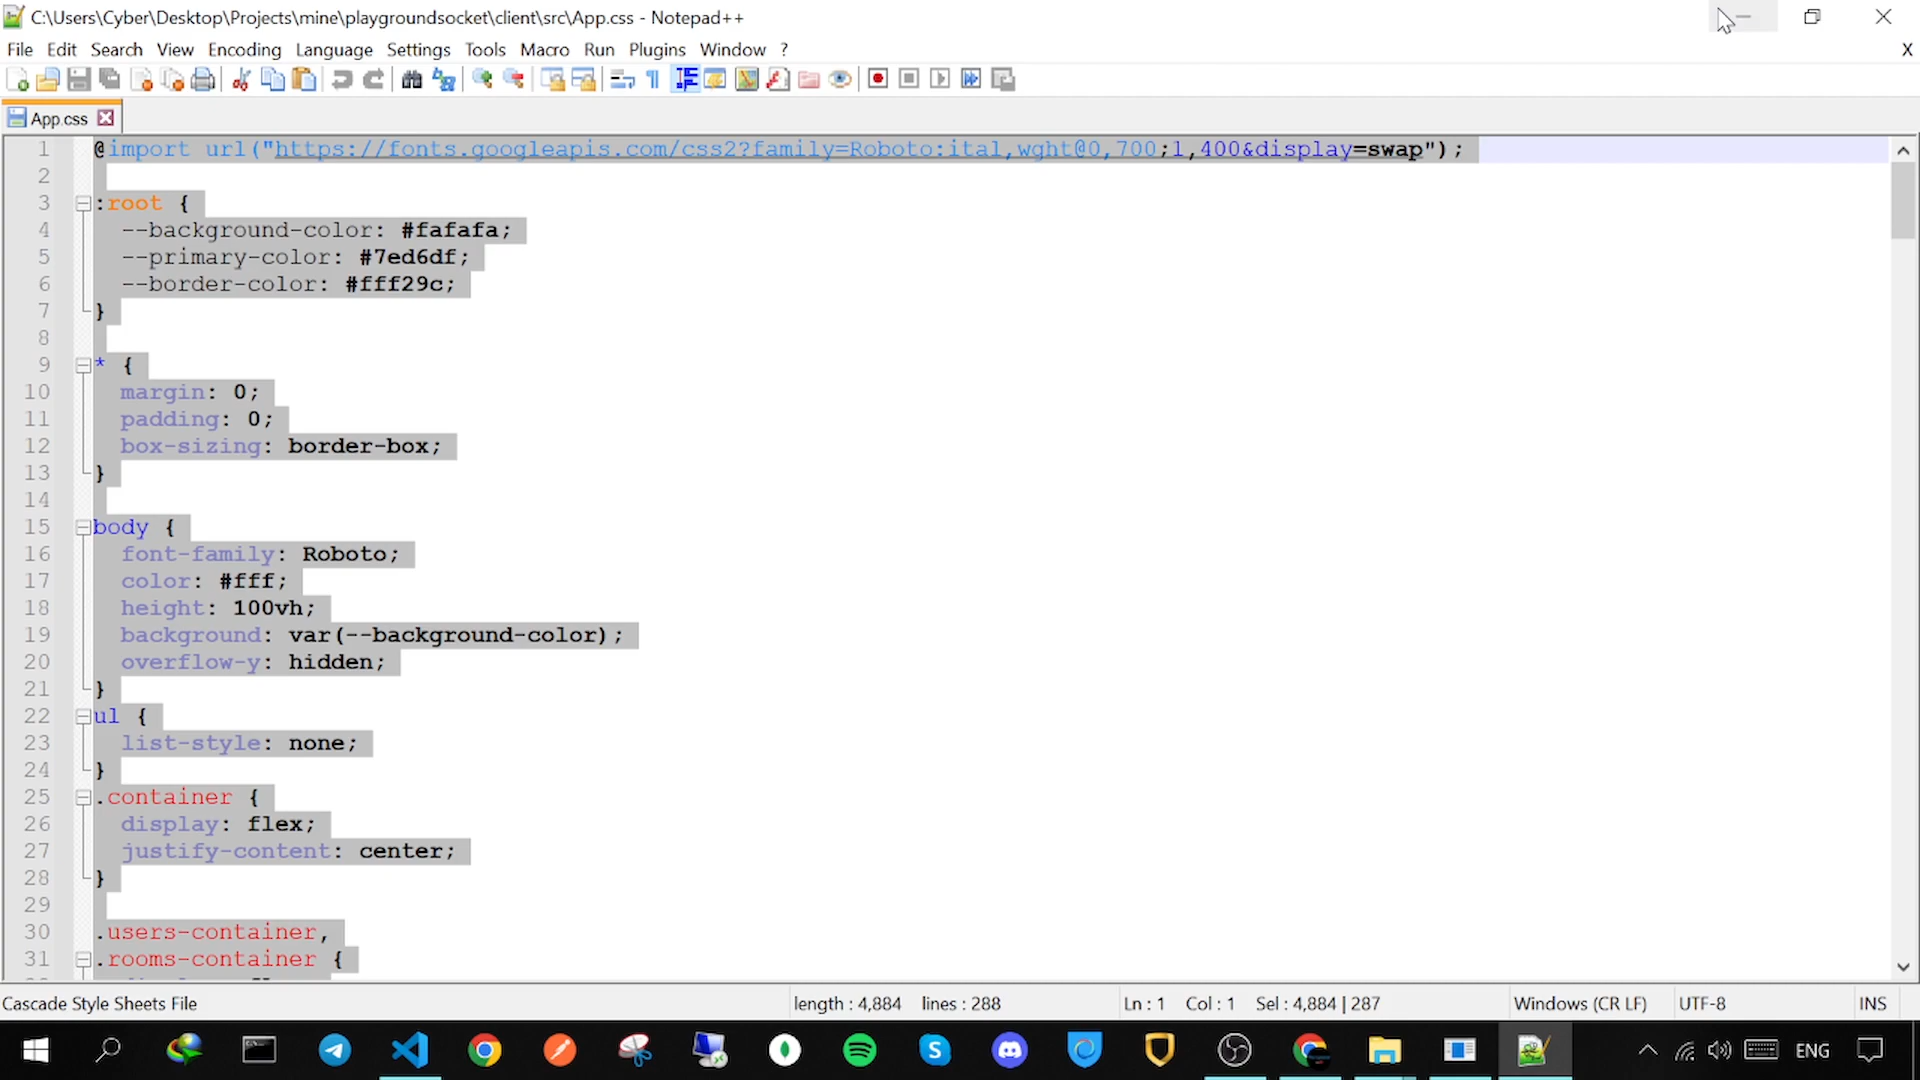 C:\Users\Cyber\Desktop\Projects\mine\playgroundsocket\client\src\App.css - Notepad++
File Edit Search View Encoding Language Settings Tools Macro Run Plugins Window ? X
App.css
1 @import url("https://fonts.googleapis.com/css2?family=Roboto:ital,wght@0,700;1,400&display=swap");
2
3 :root {
4 --background-color: #fafafa;
5 --primary-color: #7ed6df;
6 --border-color: #fff29c;
7 }
8
9 * {
10 margin: 0;
11 padding: 0;
12 box-sizing: border-box;
13 }
14
15 body {
16 font-family: Roboto;
17 color: #fff;
18 height: 100vh;
19 background: var(--background-color);
20 overflow-y: hidden;
21 }
22 ul {
23 list-style: none;
24 }
25 .container {
26 display: flex;
27 justify-content: center;
28 }
29
30 .users-container,
31 .rooms-container {
Cascade Style Sheets File length : 4,884 lines : 288 Ln : 1 Col : 1 Sel : 4,884 | 287 Windows (CR LF) UTF-8 INS
ENG